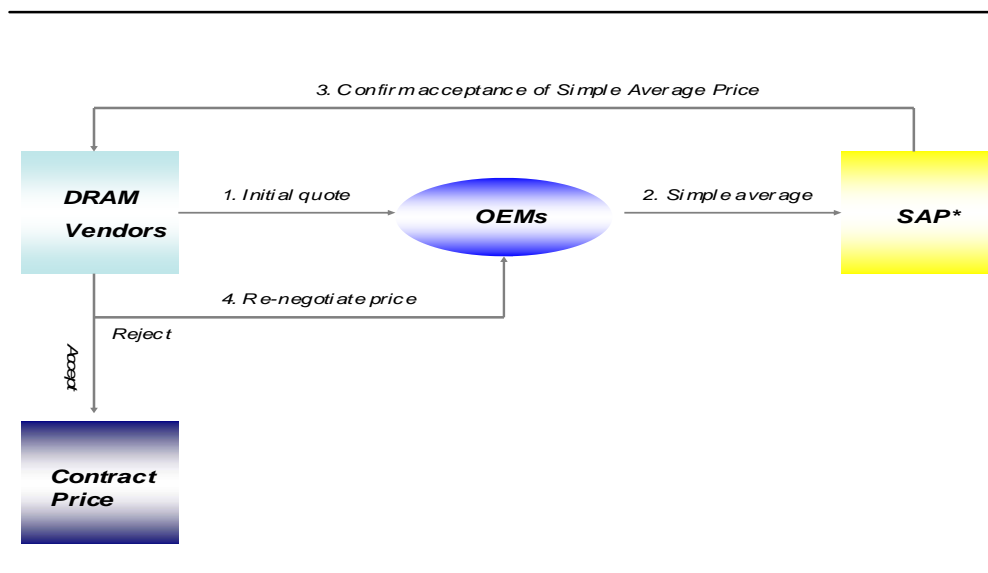 3. Confirm acceptance of Simple Average Price
DRAM
Vendors
1. Initial quote
OEMs
2. Simple average
SAP*
4. Re-negotiate price
Reject
Accept
Contract
Price